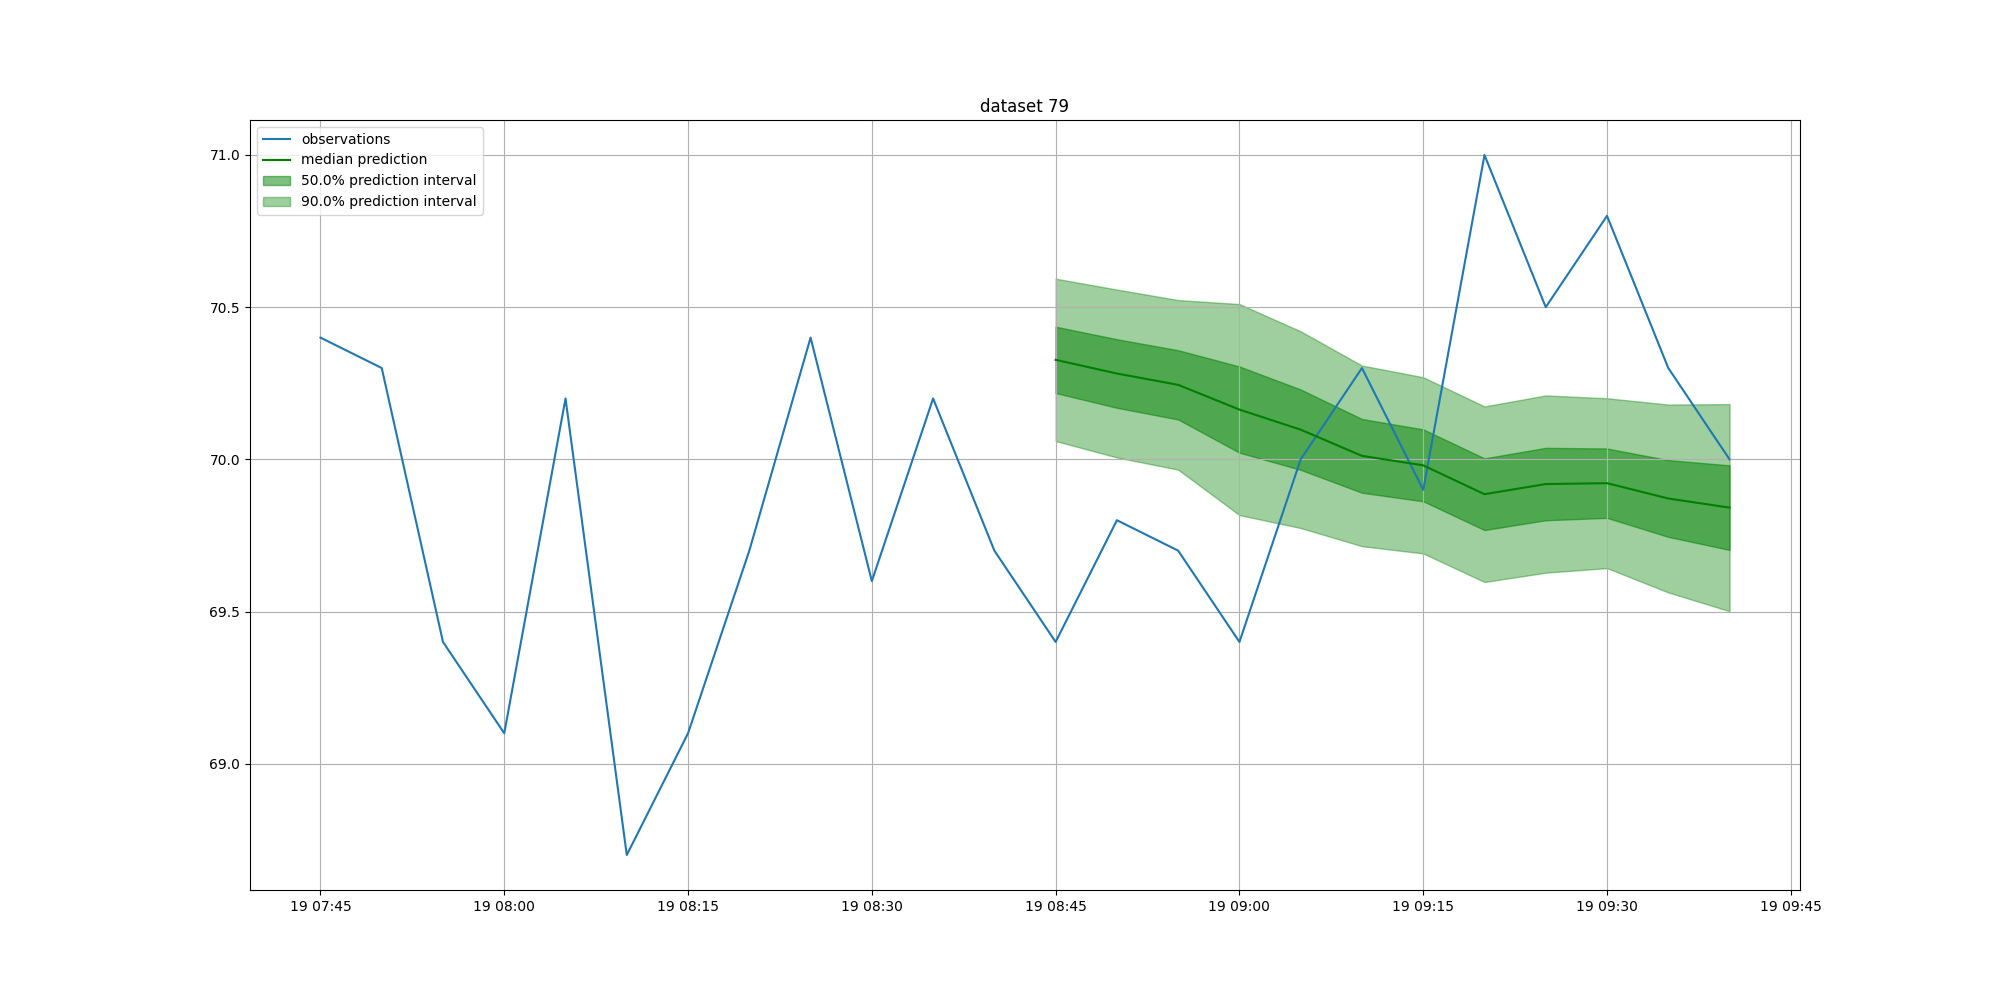 dataset 79
observations
median prediction
50.0% prediction interval
90.0% prediction interval
71.0
70.5
70.0
69.5
69.0
19 07:45 19 08:00 19 08:15 19 08:30 19 08:45 19 09:00 19 09:15 19 09:30 19 09:45